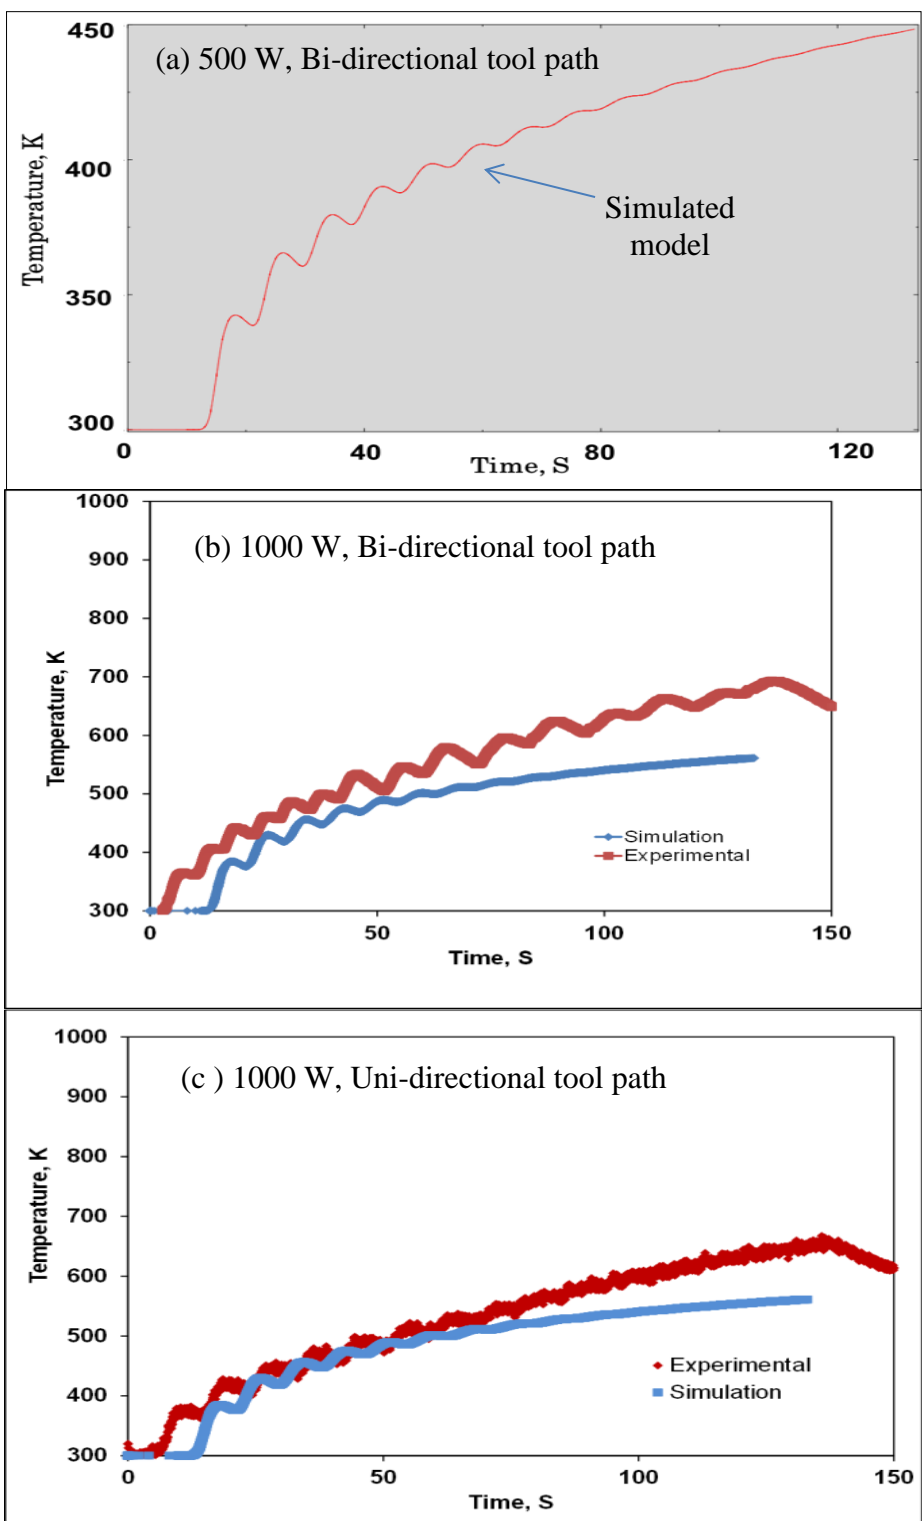 450
(a) 500 W, Bi-directional tool path
Temperature, K
400
Simulated
model
350
300
0
40
80
120
Time, S
1000
(b) 1000 W, Bi-directional tool path
900
800
Temperature, K
700
600
500
Simulation
Experimental
400
300
0
50
100
150
Time, S
1000
(c ) 1000 W, Uni-directional tool path
900
800
Temperature, K
700
600
500
Experimental
Simulation
400
300
0
50
100
150
Time, S